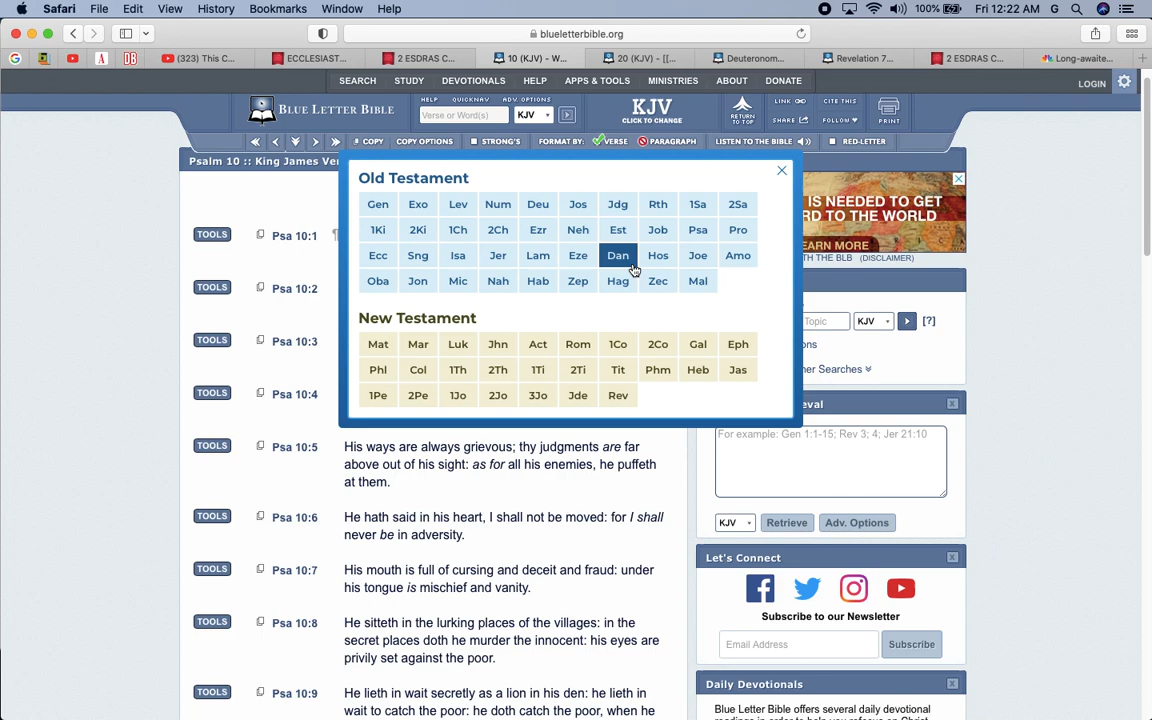 Safari File Edit View History Bookmarks Window Help 100% Fri 12:22 AM G
blueletterbible.org
G A DB (323) This C... ECCLESIAST... 2 ESDRAS C... 10 (KJV) - W... 20 (KJV) - [[... Deuteronom... Revelation 7... 2 ESDRAS C... Long-awaite...
SEARCH STUDY DEVOTIONALS HELP APPS & TOOLS MINISTRIES ABOUT DONATE LOGIN
BLUE LETTER BIBLE
HELP QUICKNAV ADV. OPTIONS
Verse or Word(s) KJV
KJV
CLICK TO CHANGE
RETURN
TO TOP
LINK CITE THIS
SHARE FOLLOW
PRINT
COPY COPY OPTIONS STRONG'S FORMAT BY: VERSE PARAGRAPH LISTEN TO THE BIBLE RED-LETTER
Psalm 10 :: King James Ver
Old Testament
Gen Exo Lev Num Deu Jos Jdg Rth 1Sa 2Sa
1Ki 2Ki 1Ch 2Ch Ezr Neh Est Job Psa Pro
Ecc Sng Isa Jer Lam Eze Dan Hos Joe Amo
Oba Jon Mic Nah Hab Zep Hag Zec Mal
New Testament
Mat Mar Luk Jhn Act Rom 1Co 2Co Gal Eph
Phl Col 1Th 2Th 1Ti 2Ti Tit Phm Heb Jas
1Pe 2Pe 1Jo 2Jo 3Jo Jde Rev
TOOLS Psa 10:1 ¶
TOOLS Psa 10:2
TOOLS Psa 10:3
TOOLS Psa 10:4
TOOLS Psa 10:5 His ways are always grievous; thy judgments are far
above out of his sight: as for all his enemies, he puffeth
at them.
TOOLS Psa 10:6 He hath said in his heart, I shall not be moved: for I shall
never be in adversity.
TOOLS Psa 10:7 His mouth is full of cursing and deceit and fraud: under
his tongue is mischief and vanity.
TOOLS Psa 10:8 He sitteth in the lurking places of the villages: in the
secret places doth he murder the innocent: his eyes are
privily set against the poor.
TOOLS Psa 10:9 He lieth in wait secretly as a lion in his den: he lieth in
wait to catch the poor: he doth catch the poor, when he
IS NEEDED TO GET
RD TO THE WORLD
EARN MORE
TH THE BLB (DISCLAIMER)
Topic KJV [?]
ons
her Searches
eval
For example: Gen 1:1-15; Rev 3; 4; Jer 21:10
KJV Retrieve Adv. Options
Let's Connect
Subscribe to our Newsletter
Email Address Subscribe
Daily Devotionals
Blue Letter Bible offers several daily devotional
readings in order to help you refocus on Christ